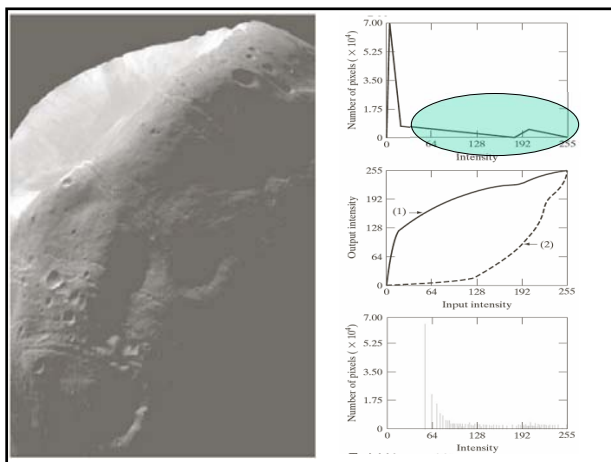 7.00
5.25
3.50
1.75
0
Number of pixels ( × 10⁴)
0 64 128 192 255
Intensity
255
192
128
64
0
Output intensity
(1)
(2)
0 64 128 192 255
Input intensity
7.00
5.25
3.50
1.75
0
Number of pixels ( × 10⁴)
0 64 128 192 255
Intensity